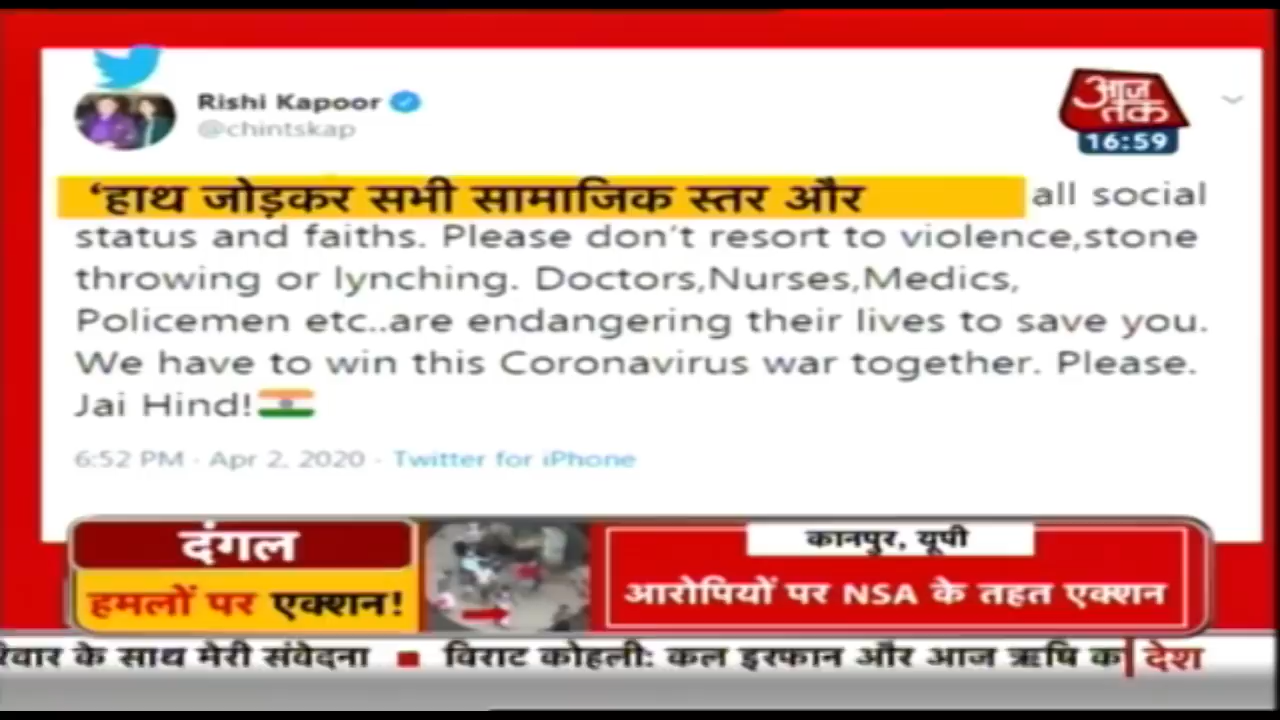 Rishi Kapoor
@chintskap
आज
तक
16:59
‘हाथ जोड़कर सभी सामाजिक स्तर और all social
status and faiths. Please don't resort to violence,stone
throwing or lynching. Doctors,Nurses,Medics,
Policemen etc..are endangering their lives to save you.
We have to win this Coronavirus war together. Please.
Jai Hind!
6:52 PM · Apr 2, 2020 · Twitter for iPhone
दंगल
हमलों पर एक्शन!
कानपुर, यूपी
आरोपियों पर NSA के तहत एक्शन
के साथ मेरी संवेदना ■ विराट कोहली: कल इरफान और आज ऋषि देश